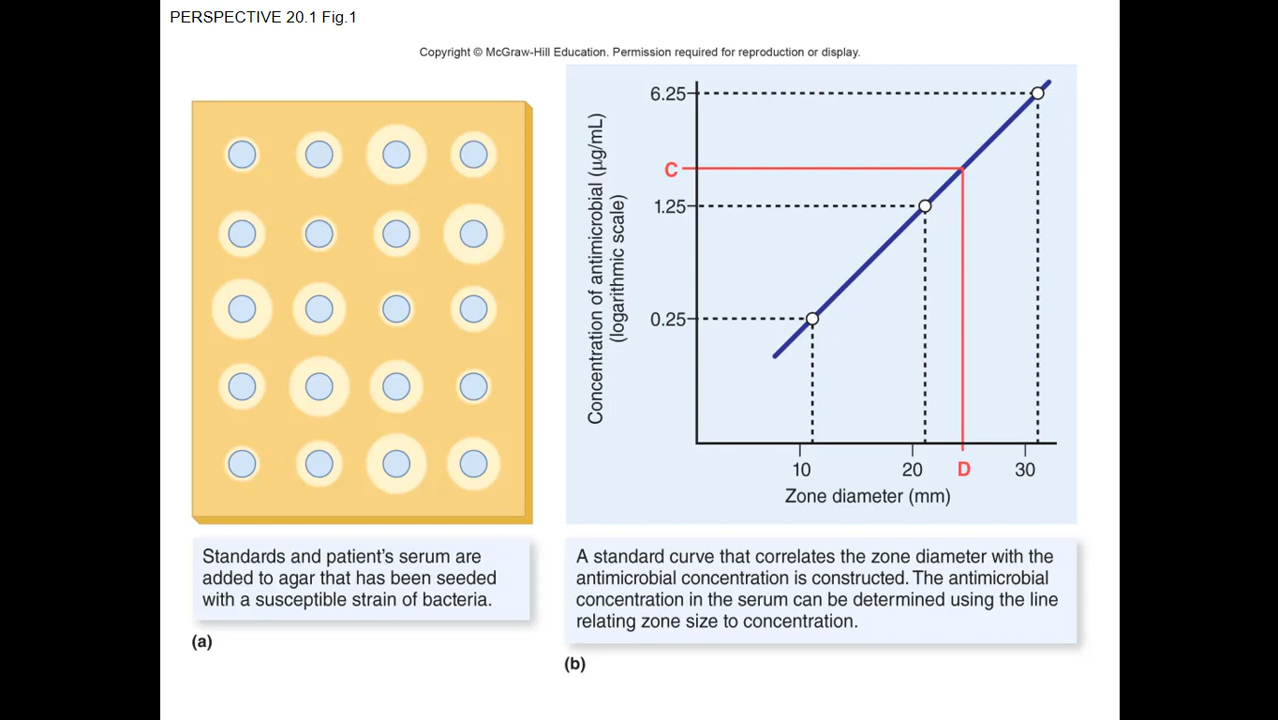 PERSPECTIVE 20.1 Fig.1
Copyright © McGraw-Hill Education. Permission required for reproduction or display.
Standards and patient's serum are
added to agar that has been seeded
with a susceptible strain of bacteria.
(a)
Concentration of antimicrobial (µg/mL)
(logarithmic scale)
6.25
C
1.25
0.25
10 20 D 30
Zone diameter (mm)
A standard curve that correlates the zone diameter with the
antimicrobial concentration is constructed. The antimicrobial
concentration in the serum can be determined using the line
relating zone size to concentration.
(b)